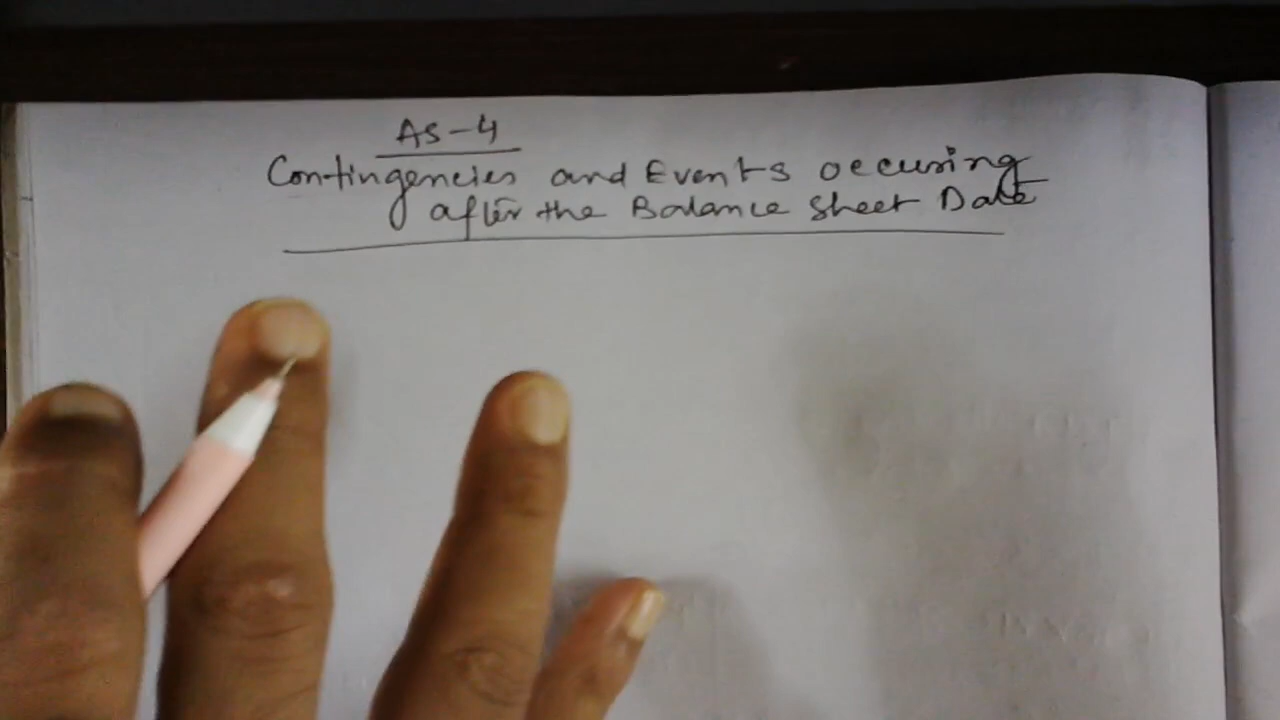 AS-4
Contingencies and Events occuring
after the Balance Sheet Date